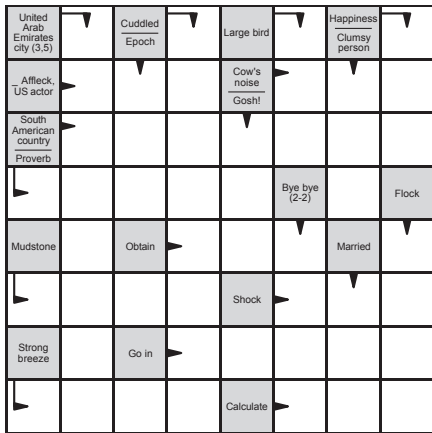 United
Arab
Emirates
city (3,5)
Cuddled
Epoch
Large bird
Happiness
Clumsy
person
_ Affleck,
US actor
Cow's
noise
Gosh!
South
American
country
Proverb
Bye bye
(2-2)
Flock
Mudstone
Obtain
Married
Shock
Strong
breeze
Go in
Calculate